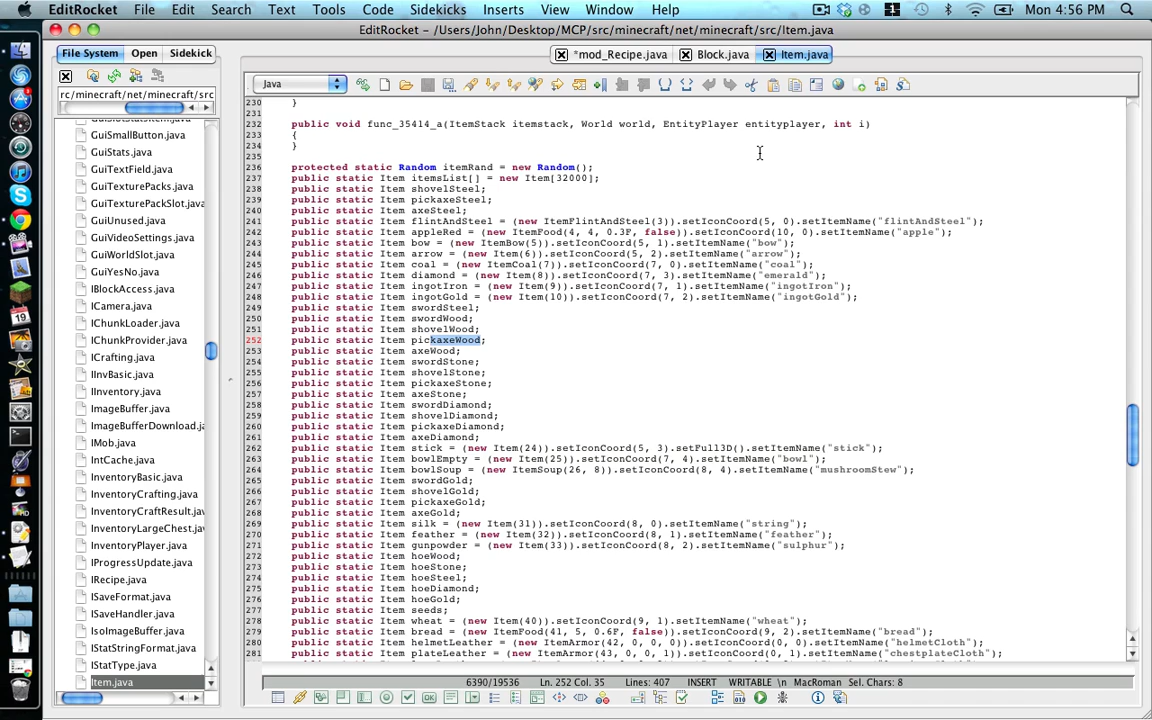 EditRocket File Edit Search Text Tools Code Sidekicks Inserts View Window Help 1 Mon 4:56 PM
EditRocket - /Users/John/Desktop/MCP/src/minecraft/net/minecraft/src/Item.java
File System Open Sidekick
*mod_Recipe.java Block.java Item.java
Java
rc/minecraft/net/minecraft/src
GuiSmallButton.java
GuiStats.java
GuiTextField.java
GuiTexturePacks.java
GuiTexturePackSlot.java
GuiUnused.java
GuiVideoSettings.java
GuiWorldSlot.java
GuiYesNo.java
IBlockAccess.java
ICamera.java
IChunkLoader.java
IChunkProvider.java
ICrafting.java
IInvBasic.java
IInventory.java
ImageBuffer.java
ImageBufferDownload.ja
IMob.java
IntCache.java
InventoryBasic.java
InventoryCrafting.java
InventoryCraftResult.java
InventoryLargeChest.java
InventoryPlayer.java
IProgressUpdate.java
IRecipe.java
ISaveFormat.java
ISaveHandler.java
IsoImageBuffer.java
IStatStringFormat.java
IStatType.java
Item.java
230 }
231
232 public void func_35414_a(ItemStack itemstack, World world, EntityPlayer entityplayer, int i)
233 {
234 }
235
236 protected static Random itemRand = new Random();
237 public static Item itemsList[] = new Item[32000];
238 public static Item shovelSteel;
239 public static Item pickaxeSteel;
240 public static Item axeSteel;
241 public static Item flintAndSteel = (new ItemFlintAndSteel(3)).setIconCoord(5, 0).setItemName("flintAndSteel");
242 public static Item appleRed = (new ItemFood(4, 4, 0.3F, false)).setIconCoord(10, 0).setItemName("apple");
243 public static Item bow = (new ItemBow(5)).setIconCoord(5, 1).setItemName("bow");
244 public static Item arrow = (new Item(6)).setIconCoord(5, 2).setItemName("arrow");
245 public static Item coal = (new ItemCoal(7)).setIconCoord(7, 0).setItemName("coal");
246 public static Item diamond = (new Item(8)).setIconCoord(7, 3).setItemName("emerald");
247 public static Item ingotIron = (new Item(9)).setIconCoord(7, 1).setItemName("ingotIron");
248 public static Item ingotGold = (new Item(10)).setIconCoord(7, 2).setItemName("ingotGold");
249 public static Item swordSteel;
250 public static Item swordWood;
251 public static Item shovelWood;
252 public static Item pickaxeWood;
253 public static Item axeWood;
254 public static Item swordStone;
255 public static Item shovelStone;
256 public static Item pickaxeStone;
257 public static Item axeStone;
258 public static Item swordDiamond;
259 public static Item shovelDiamond;
260 public static Item pickaxeDiamond;
261 public static Item axeDiamond;
262 public static Item stick = (new Item(24)).setIconCoord(5, 3).setFull3D().setItemName("stick");
263 public static Item bowlEmpty = (new Item(25)).setIconCoord(7, 4).setItemName("bowl");
264 public static Item bowlSoup = (new ItemSoup(26, 8)).setIconCoord(8, 4).setItemName("mushroomStew");
265 public static Item swordGold;
266 public static Item shovelGold;
267 public static Item pickaxeGold;
268 public static Item axeGold;
269 public static Item silk = (new Item(31)).setIconCoord(8, 0).setItemName("string");
270 public static Item feather = (new Item(32)).setIconCoord(8, 1).setItemName("feather");
271 public static Item gunpowder = (new Item(33)).setIconCoord(8, 2).setItemName("sulphur");
272 public static Item hoeWood;
273 public static Item hoeStone;
274 public static Item hoeSteel;
275 public static Item hoeDiamond;
276 public static Item hoeGold;
277 public static Item seeds;
278 public static Item wheat = (new Item(40)).setIconCoord(9, 1).setItemName("wheat");
279 public static Item bread = (new ItemFood(41, 5, 0.6F, false)).setIconCoord(9, 2).setItemName("bread");
280 public static Item helmetLeather = (new ItemArmor(42, 0, 0, 0)).setIconCoord(0, 0).setItemName("helmetCloth");
281 public static Item plateLeather = (new ItemArmor(43, 0, 0, 1)).setIconCoord(0, 1).setItemName("chestplateCloth");
6390/19536 Ln. 252 Col. 35 Lines: 407 INSERT WRITABLE \n MacRoman Sel. Chars: 8